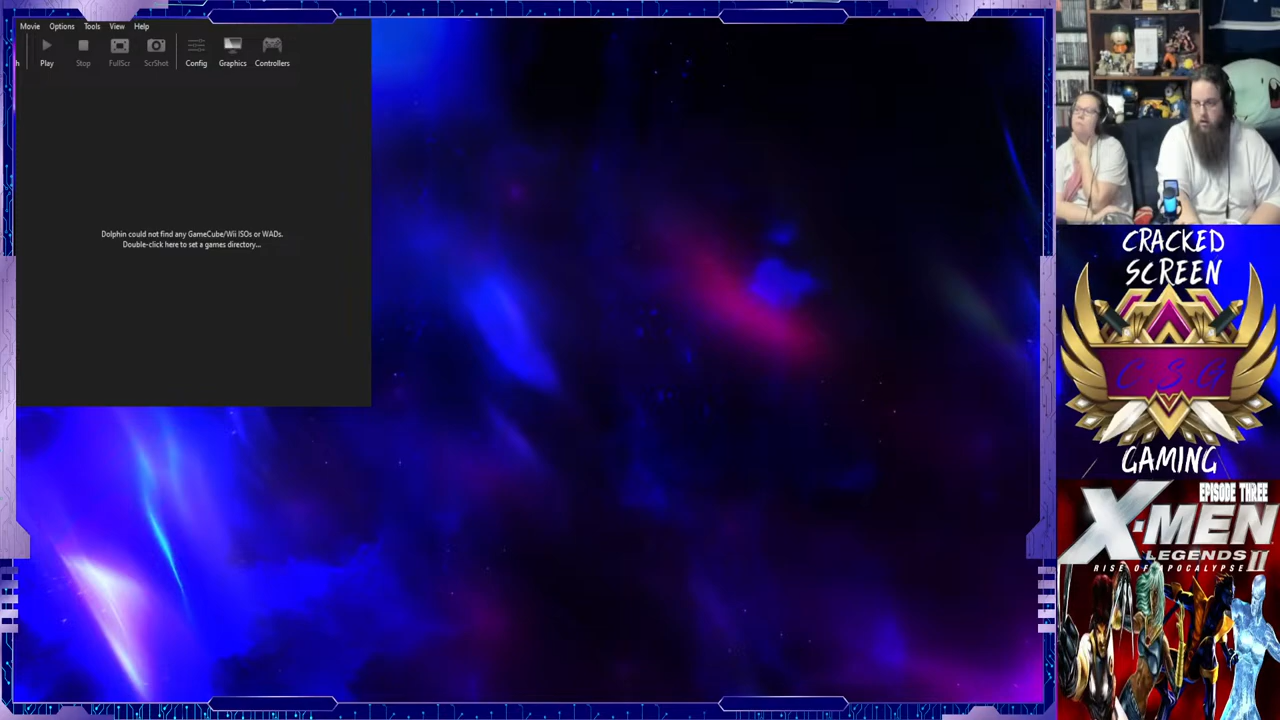 Movie Options Tools View Help
h Play Stop FullScr ScrShot Config Graphics Controllers
Dolphin could not find any GameCube/Wii ISOs or WADs.
Double-click here to set a games directory...
CRACKED
SCREEN
C.S.G
GAMING
EPISODE THREE
X-MEN
LEGENDS II
RISE OF APOCALYPSE